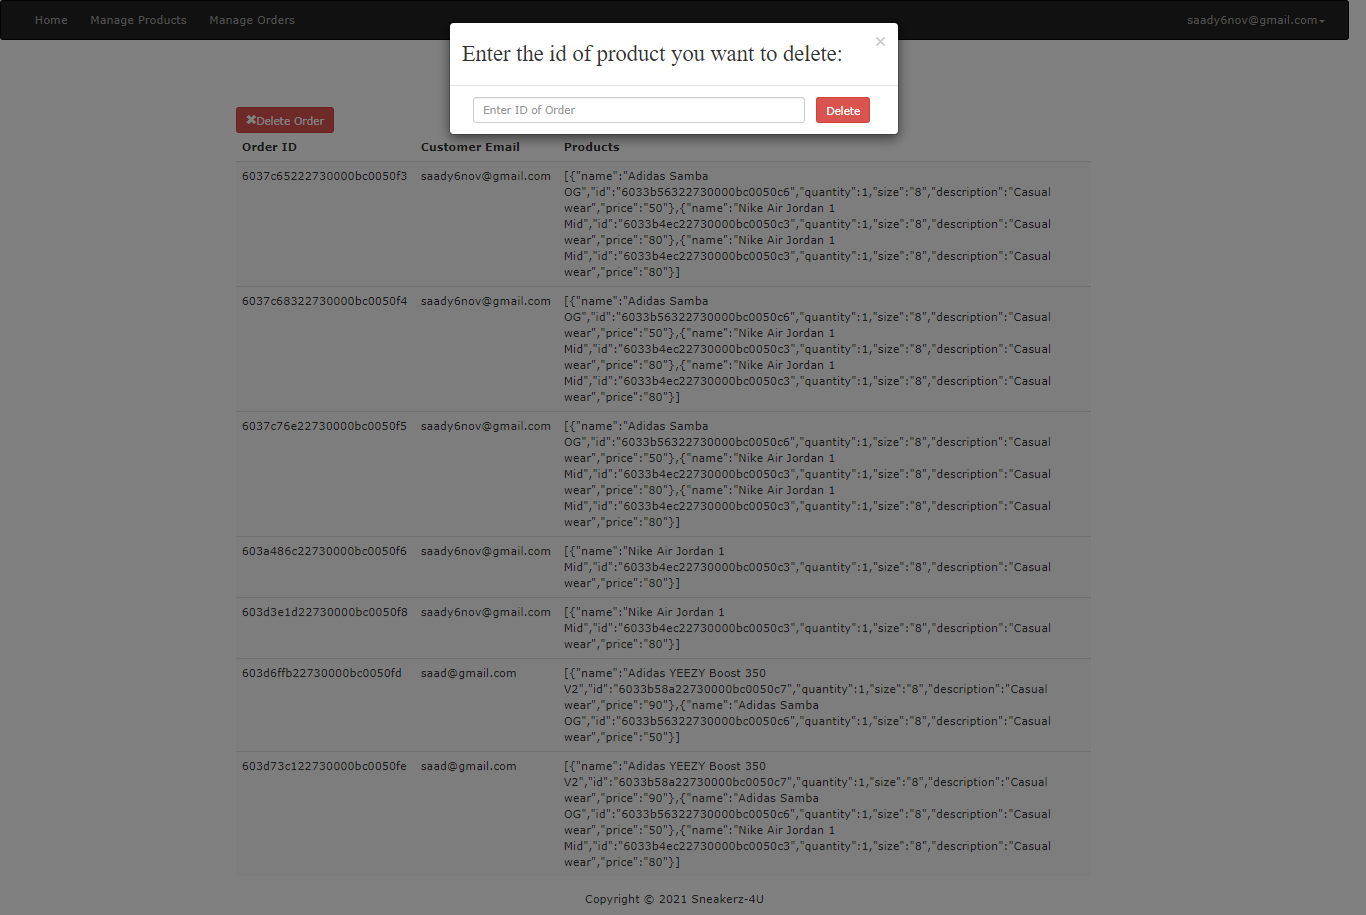 Home Manage Products Manage Orders saady6nov@gmail.com
Enter the id of product you want to delete:
×
Enter ID of Order Delete
✖Delete Order
Order ID Customer Email Products
6037c65222730000bc0050f3 saady6nov@gmail.com [{"name":"Adidas Samba
OG","id":"6033b56322730000bc0050c6","quantity":1,"size":"8","description":"Casual
wear","price":"50"},{"name":"Nike Air Jordan 1
Mid","id":"6033b4ec22730000bc0050c3","quantity":1,"size":"8","description":"Casual
wear","price":"80"},{"name":"Nike Air Jordan 1
Mid","id":"6033b4ec22730000bc0050c3","quantity":1,"size":"8","description":"Casual
wear","price":"80"}]
6037c68322730000bc0050f4 saady6nov@gmail.com [{"name":"Adidas Samba
OG","id":"6033b56322730000bc0050c6","quantity":1,"size":"8","description":"Casual
wear","price":"50"},{"name":"Nike Air Jordan 1
Mid","id":"6033b4ec22730000bc0050c3","quantity":1,"size":"8","description":"Casual
wear","price":"80"},{"name":"Nike Air Jordan 1
Mid","id":"6033b4ec22730000bc0050c3","quantity":1,"size":"8","description":"Casual
wear","price":"80"}]
6037c76e22730000bc0050f5 saady6nov@gmail.com [{"name":"Adidas Samba
OG","id":"6033b56322730000bc0050c6","quantity":1,"size":"8","description":"Casual
wear","price":"50"},{"name":"Nike Air Jordan 1
Mid","id":"6033b4ec22730000bc0050c3","quantity":1,"size":"8","description":"Casual
wear","price":"80"},{"name":"Nike Air Jordan 1
Mid","id":"6033b4ec22730000bc0050c3","quantity":1,"size":"8","description":"Casual
wear","price":"80"}]
603a486c22730000bc0050f6 saady6nov@gmail.com [{"name":"Nike Air Jordan 1
Mid","id":"6033b4ec22730000bc0050c3","quantity":1,"size":"8","description":"Casual
wear","price":"80"}]
603d3e1d22730000bc0050f8 saady6nov@gmail.com [{"name":"Nike Air Jordan 1
Mid","id":"6033b4ec22730000bc0050c3","quantity":1,"size":"8","description":"Casual
wear","price":"80"}]
603d6ffb22730000bc0050fd saad@gmail.com [{"name":"Adidas YEEZY Boost 350
V2","id":"6033b58a22730000bc0050c7","quantity":1,"size":"8","description":"Casual
wear","price":"90"},{"name":"Adidas Samba
OG","id":"6033b56322730000bc0050c6","quantity":1,"size":"8","description":"Casual
wear","price":"50"}]
603d73c122730000bc0050fe saad@gmail.com [{"name":"Adidas YEEZY Boost 350
V2","id":"6033b58a22730000bc0050c7","quantity":1,"size":"8","description":"Casual
wear","price":"90"},{"name":"Adidas Samba
OG","id":"6033b56322730000bc0050c6","quantity":1,"size":"8","description":"Casual
wear","price":"50"},{"name":"Nike Air Jordan 1
Mid","id":"6033b4ec22730000bc0050c3","quantity":1,"size":"8","description":"Casual
wear","price":"80"}]
Copyright © 2021 Sneakerz-4U